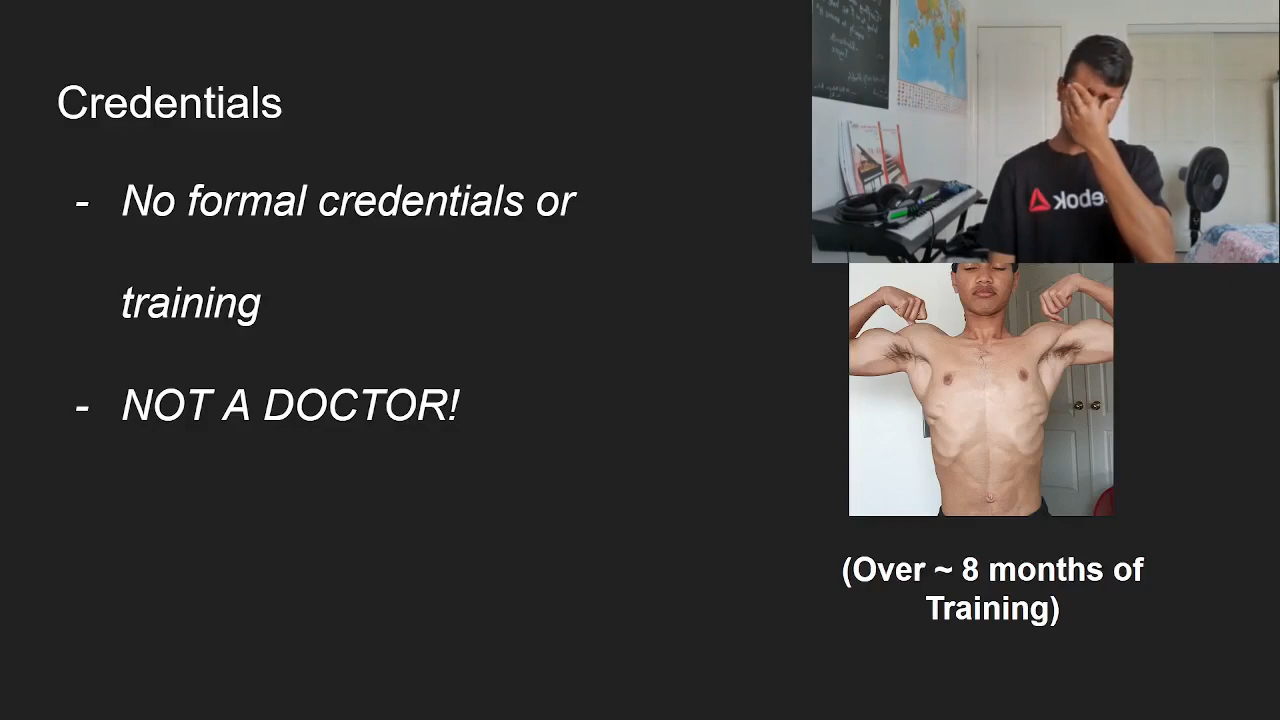 Credentials
- No formal credentials or
training
- NOT A DOCTOR!
(Over ~ 8 months of
Training)